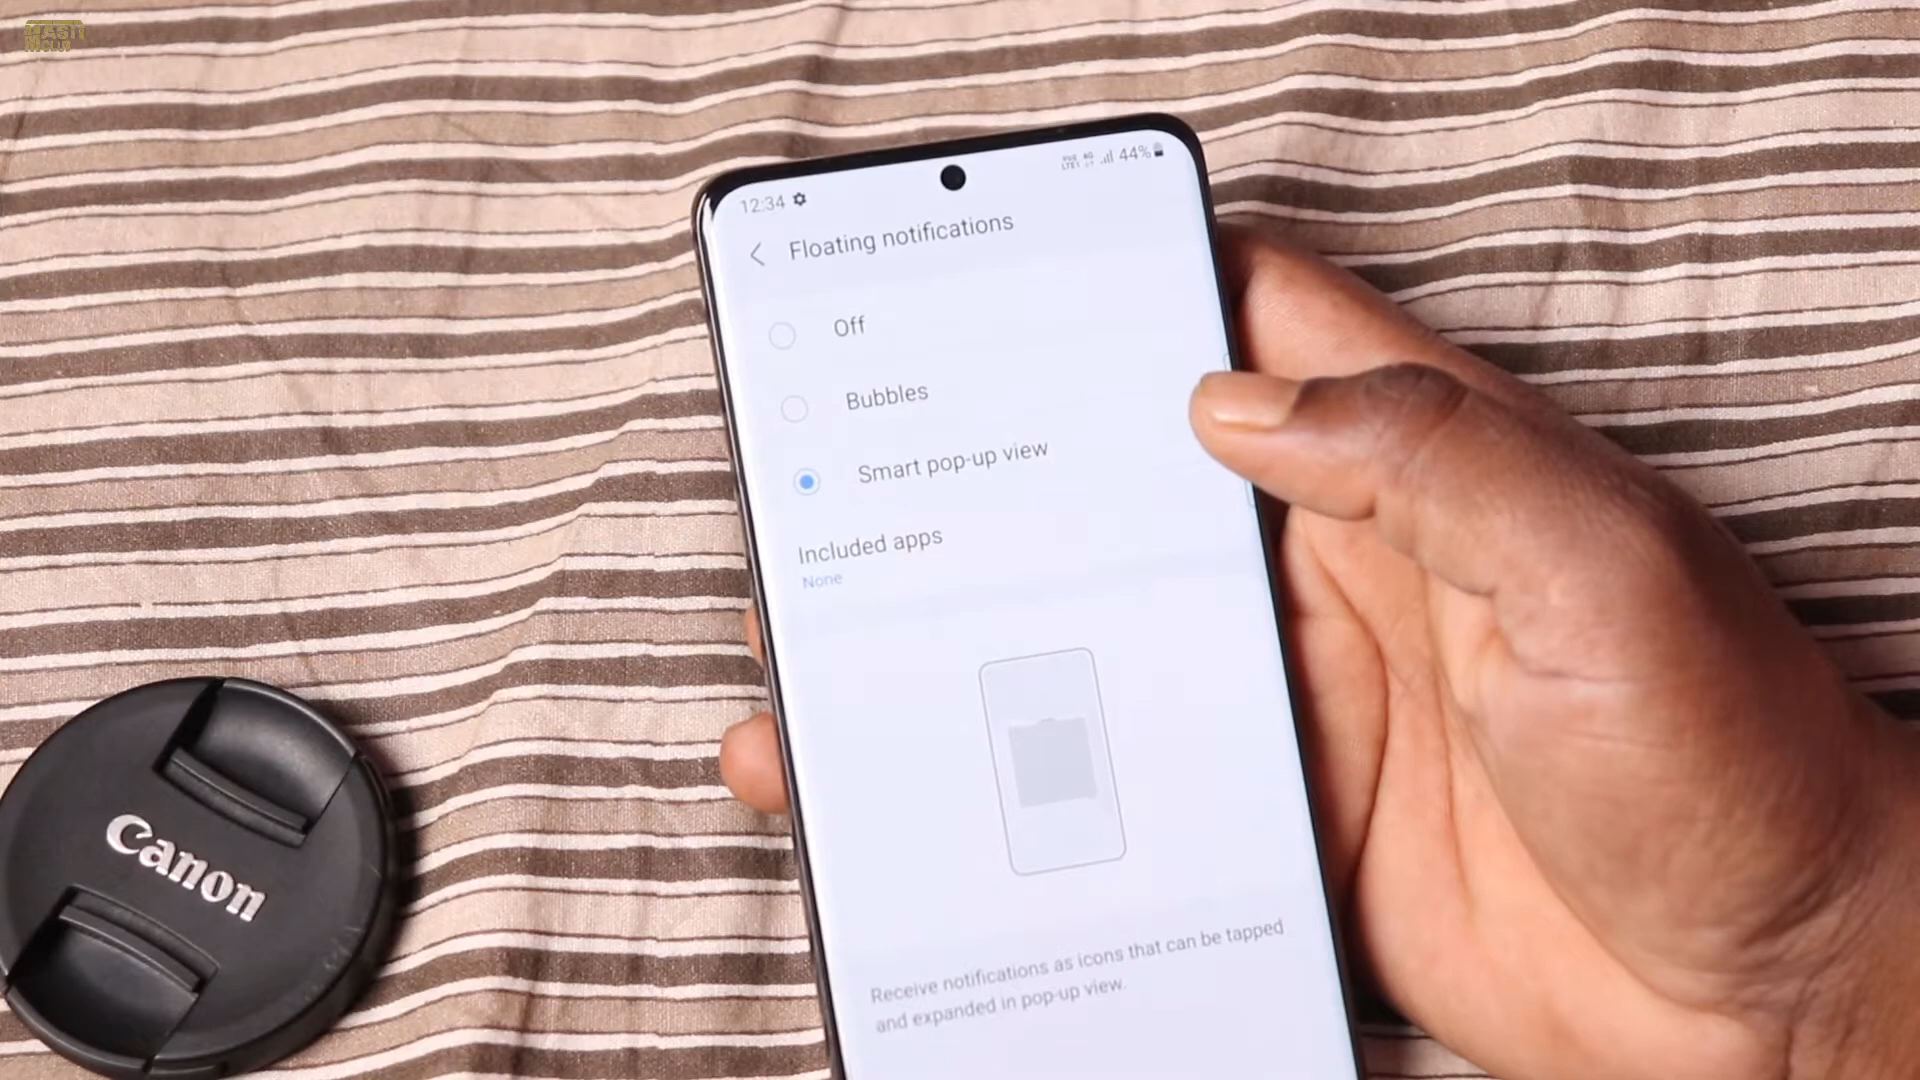 12:34
44%
Floating notifications
Off
Bubbles
Smart pop-up view
Included apps
None
Receive notifications as icons that can be tapped
and expanded in pop-up view.
Canon